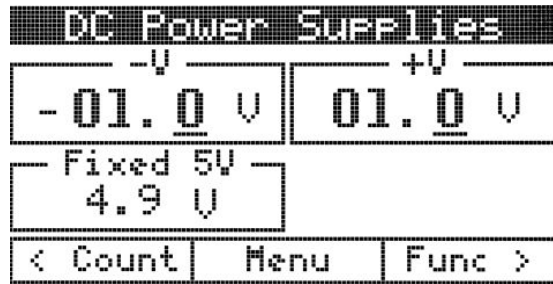 DC Power Supplies
-V +V
-01.0 V 01.0 V
Fixed 5V
4.9 V
< Count Menu Func >